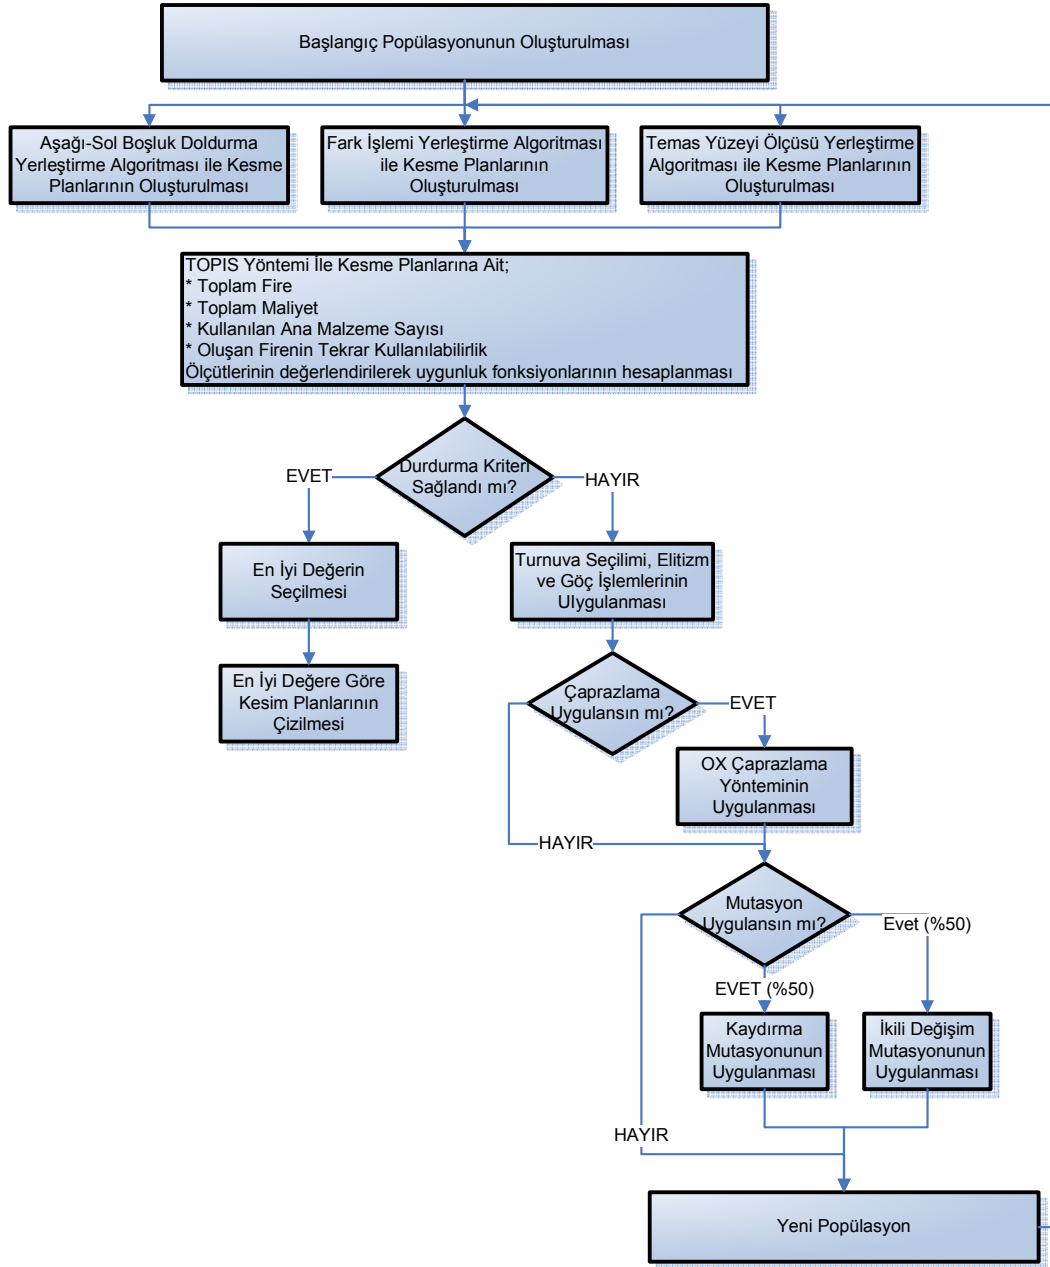 Başlangıç Popülasyonunun Oluşturulması
Aşağı-Sol Boşluk Doldurma
Yerleştirme Algoritması ile Kesme
Planlarının Oluşturulması
Fark İşlemi Yerleştirme Algoritması
ile Kesme Planlarının
Oluşturulması
Temas Yüzeyi Ölçüsü Yerleştirme
Algoritması ile Kesme Planlarının
Oluşturulması
TOPIS Yöntemi İle Kesme Planlarına Ait;
* Toplam Fire
* Toplam Maliyet
* Kullanılan Ana Malzeme Sayısı
* Oluşan Firenin Tekrar Kullanılabilirlik
Ölçütlerinin değerlendirilerek uygunluk fonksiyonlarının hesaplanması
Durdurma Kriteri
Sağlandı mı?
EVET
HAYIR
En İyi Değerin
Seçilmesi
Turnuva Seçilimi, Elitizm
ve Göç İşlemlerinin
Ulygulanması
En İyi Değere Göre
Kesim Planlarının
Çizilmesi
Çaprazlama
Uygulansın mı?
EVET
OX Çaprazlama
Yönteminin
Uygulanması
HAYIR
Mutasyon
Uygulansın mı?
Evet (%50)
EVET (%50)
Kaydırma
Mutasyonunun
Uygulanması
İkili Değişim
Mutasyonunun
Uygulanması
HAYIR
Yeni Popülasyon